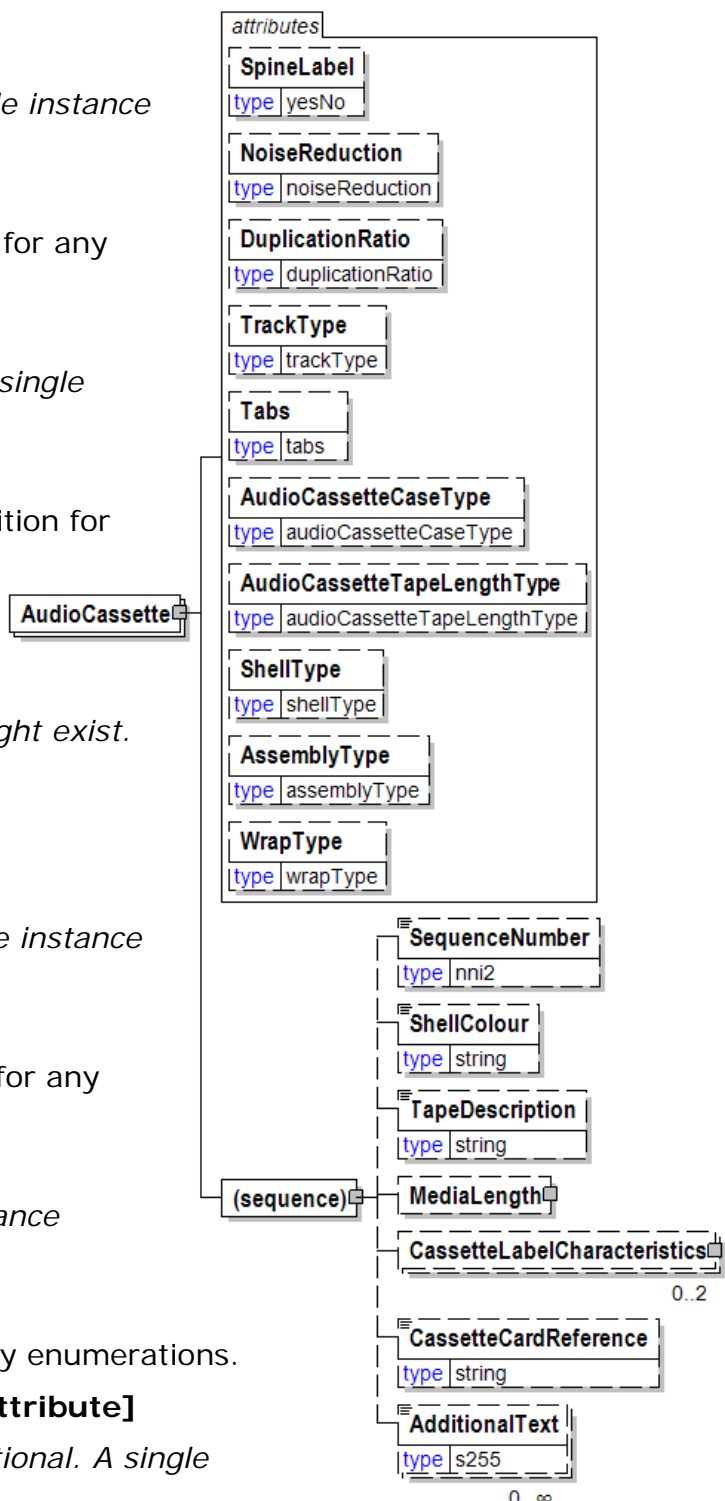 le instance
for any
single
ition for
ght exist.
e instance
for any
ance
y enumerations.
ttribute]
tional. A single
AudioCassette
attributes
SpineLabel
type yesNo
NoiseReduction
type noiseReduction
DuplicationRatio
type duplicationRatio
TrackType
type trackType
Tabs
type tabs
AudioCassetteCaseType
type audioCassetteCaseType
AudioCassetteTapeLengthType
type audioCassetteTapeLengthType
ShellType
type shellType
AssemblyType
type assemblyType
WrapType
type wrapType
(sequence)
SequenceNumber
type nni2
ShellColour
type string
TapeDescription
type string
MediaLength
CassetteLabelCharacteristics
0..2
CassetteCardReference
type string
AdditionalText
type s255
0..∞